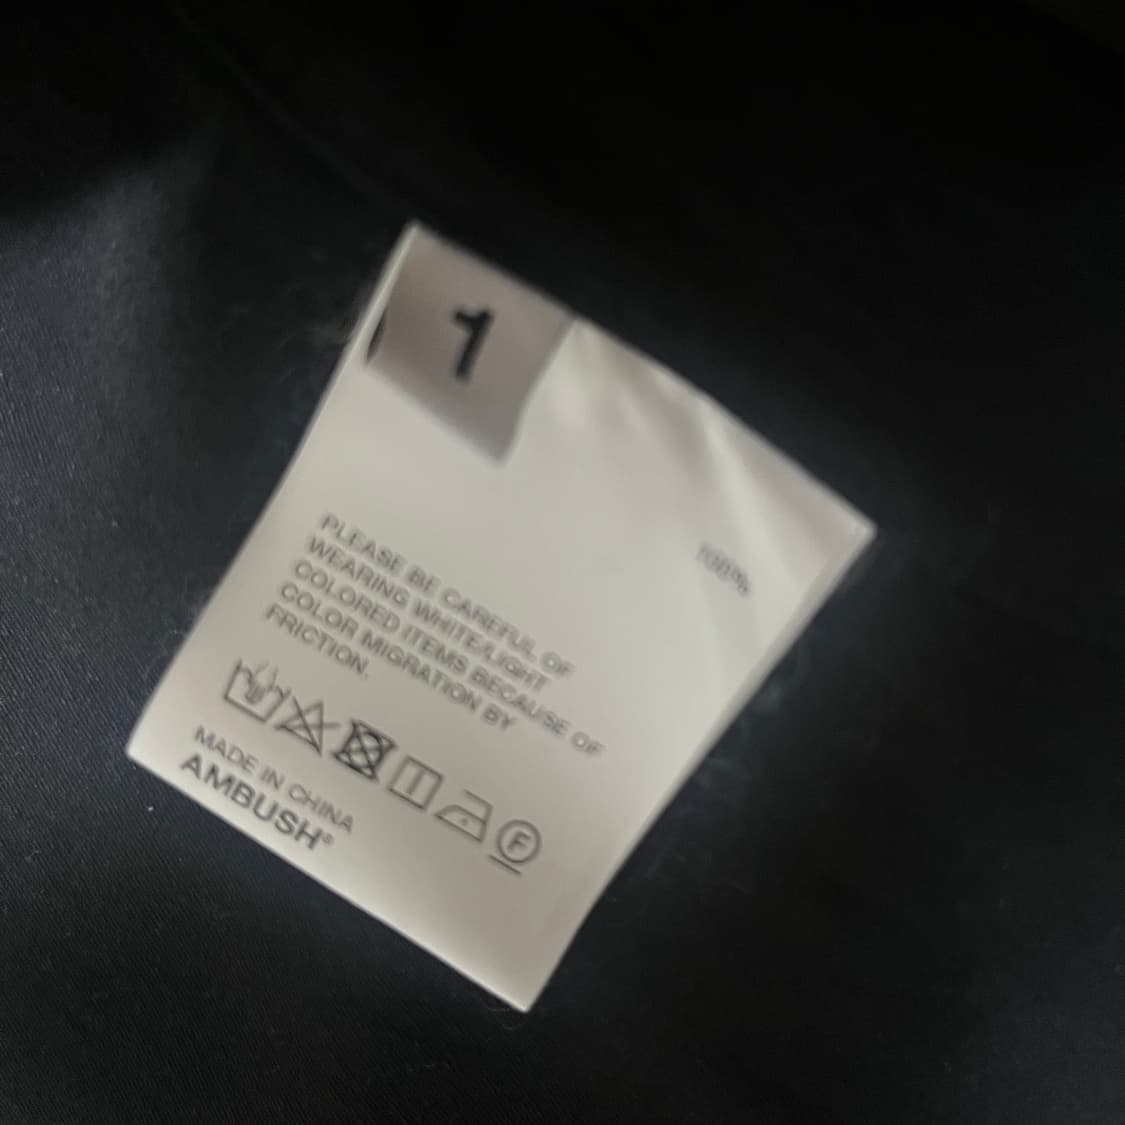 1
100%
PLEASE BE CAREFUL OF
WEARING WHITE/LIGHT
COLORED ITEMS BECAUSE OF
COLOR MIGRATION BY
FRICTION.
F
MADE IN CHINA
AMBUSH®